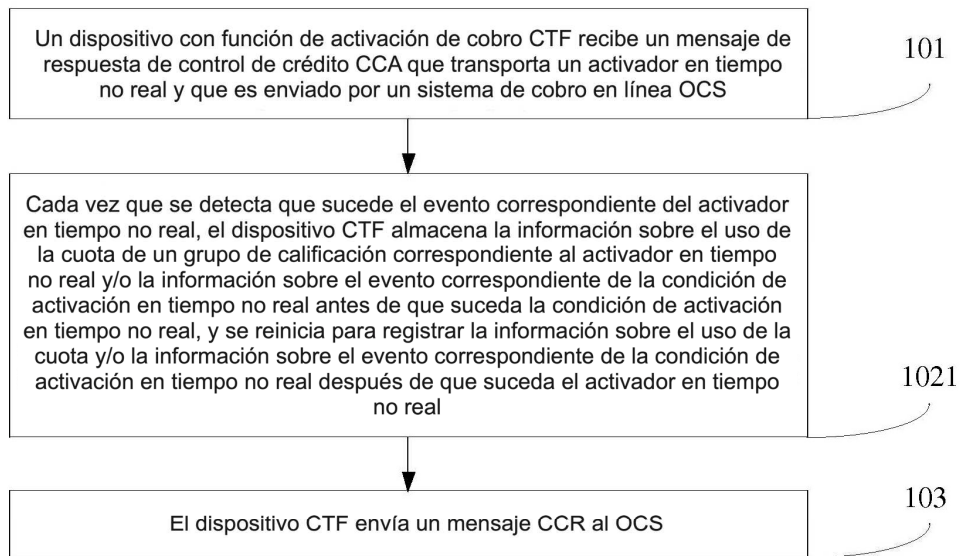 Un dispositivo con función de activación de cobro CTF recibe un mensaje de
respuesta de control de crédito CCA que transporta un activador en tiempo
no real y que es enviado por un sistema de cobro en línea OCS
101
Cada vez que se detecta que sucede el evento correspondiente del activador
en tiempo no real, el dispositivo CTF almacena la información sobre el uso de
la cuota de un grupo de calificación correspondiente al activador en tiempo
no real y/o la información sobre el evento correspondiente de la condición de
activación en tiempo no real antes de que suceda la condición de activación
en tiempo no real, y se reinicia para registrar la información sobre el uso de la
cuota y/o la información sobre el evento correspondiente de la condición de
activación en tiempo no real después de que suceda el activador en tiempo
no real
1021
El dispositivo CTF envía un mensaje CCR al OCS
103